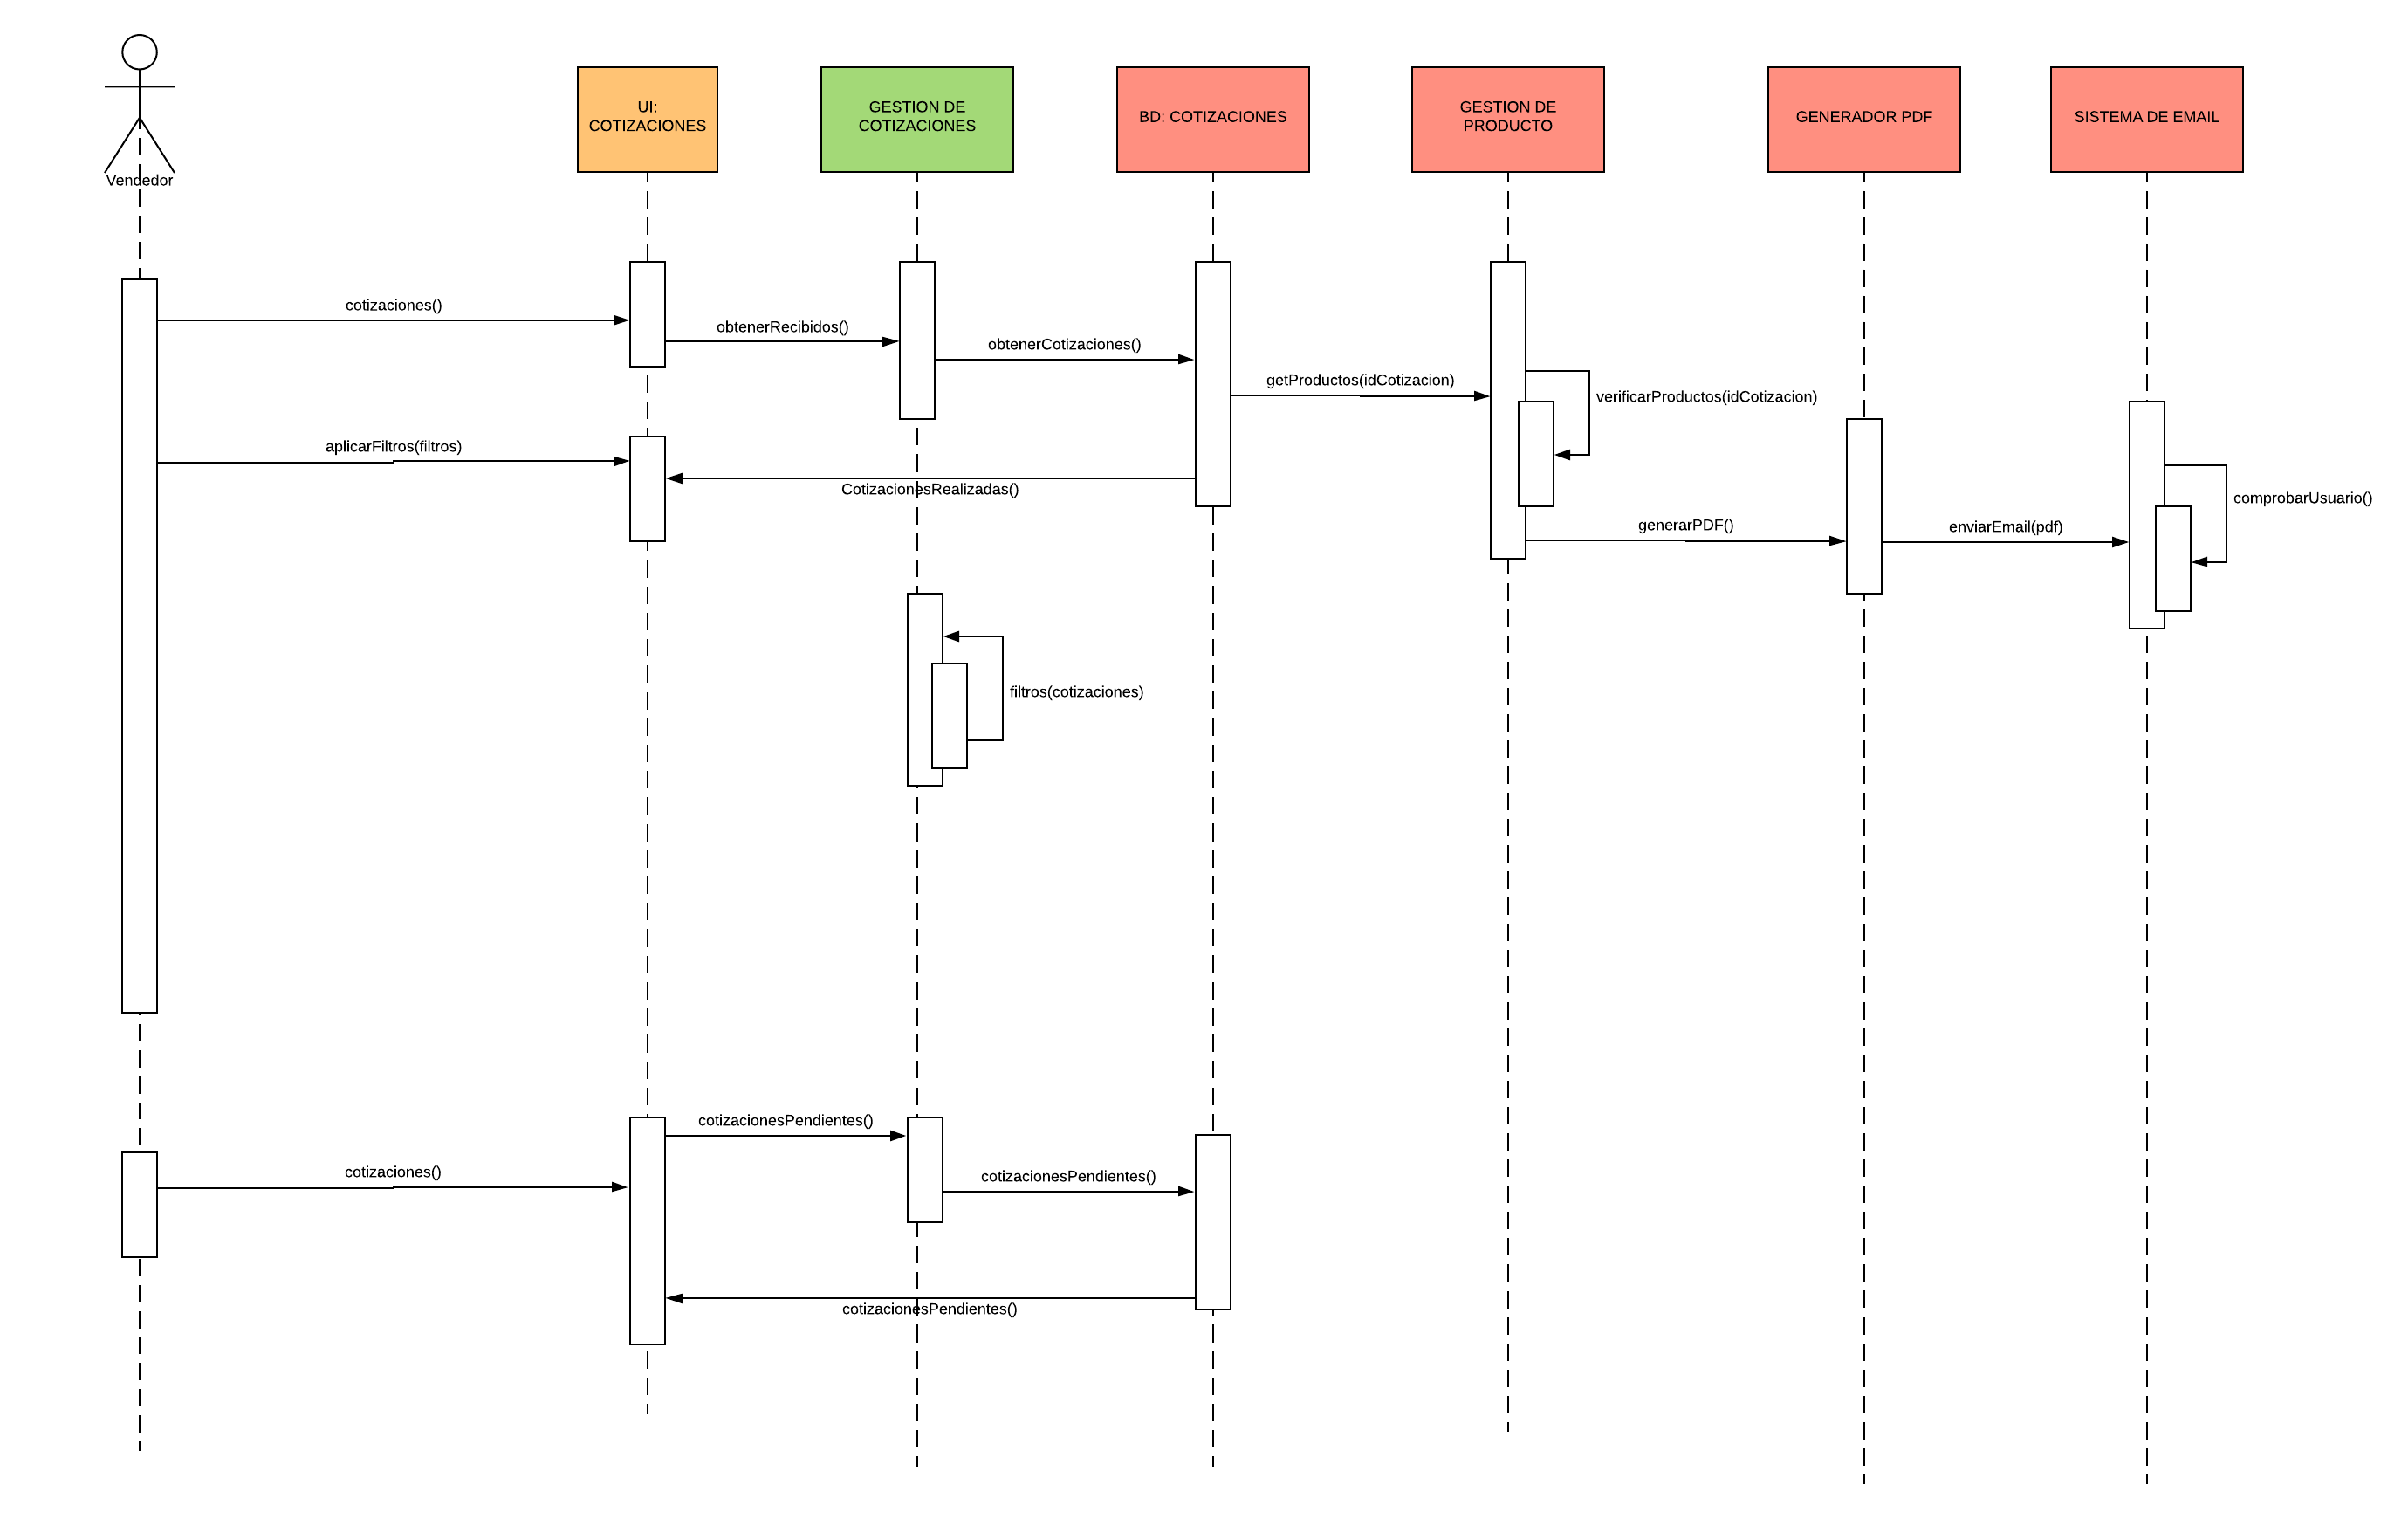 Vendedor
UI:
COTIZACIONES
GESTION DE
COTIZACIONES
BD: COTIZACIONES
GESTION DE
PRODUCTO
GENERADOR PDF
SISTEMA DE EMAIL
cotizaciones()
obtenerRecibidos()
obtenerCotizaciones()
getProductos(idCotizacion)
verificarProductos(idCotizacion)
aplicarFiltros(filtros)
CotizacionesRealizadas()
comprobarUsuario()
generarPDF()
enviarEmail(pdf)
filtros(cotizaciones)
cotizacionesPendientes()
cotizaciones()
cotizacionesPendientes()
cotizacionesPendientes()